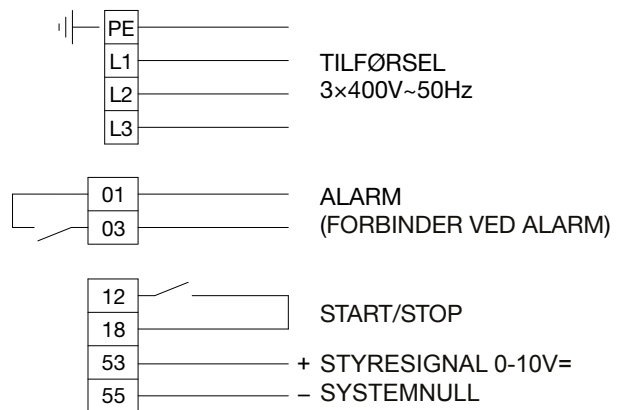 PE
L1
TILFØRSEL
L2
3×400V~50Hz
L3
01
ALARM
03
(FORBINDER VED ALARM)
12
START/STOP
18
53
+ STYRESIGNAL 0-10V=
55
– SYSTEMNULL